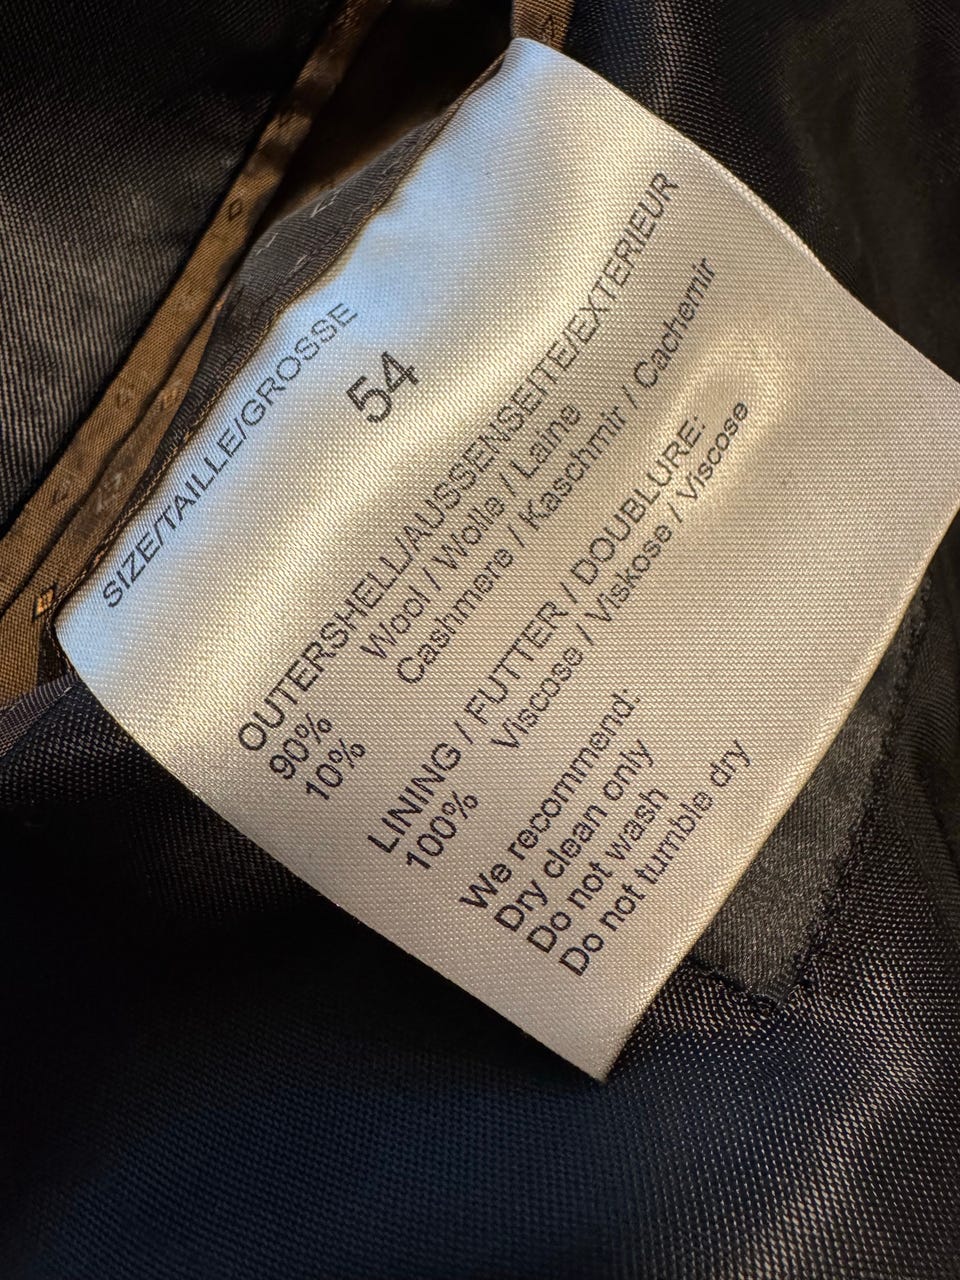 SIZE/TAILLE/GROSSE
54
OUTERSHELL/AUSSENSEITE/EXTERIEUR
90% Wool / Wolle / Laine
10% Cashmere / Kaschmir / Cachemir
LINING / FUTTER / DOUBLURE:
100% Viscose / Viskose / Viscose
We recommend:
Dry clean only
Do not wash
Do not tumble dry